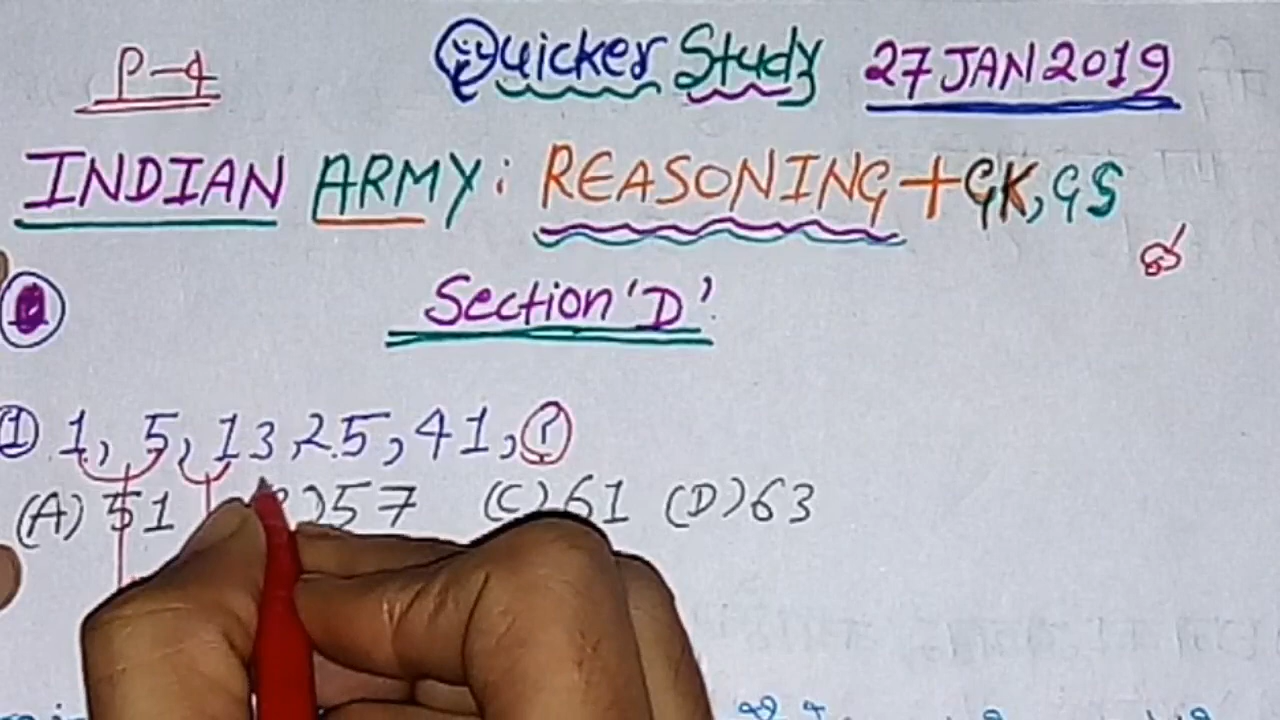 P-4
Quicker Study 27 JAN 2019
INDIAN ARMY: REASONING + GK, GS
Section 'D'
① 1, 5, 13 25, 41, ?
(A) 51 )57 (C) 61 (D) 63